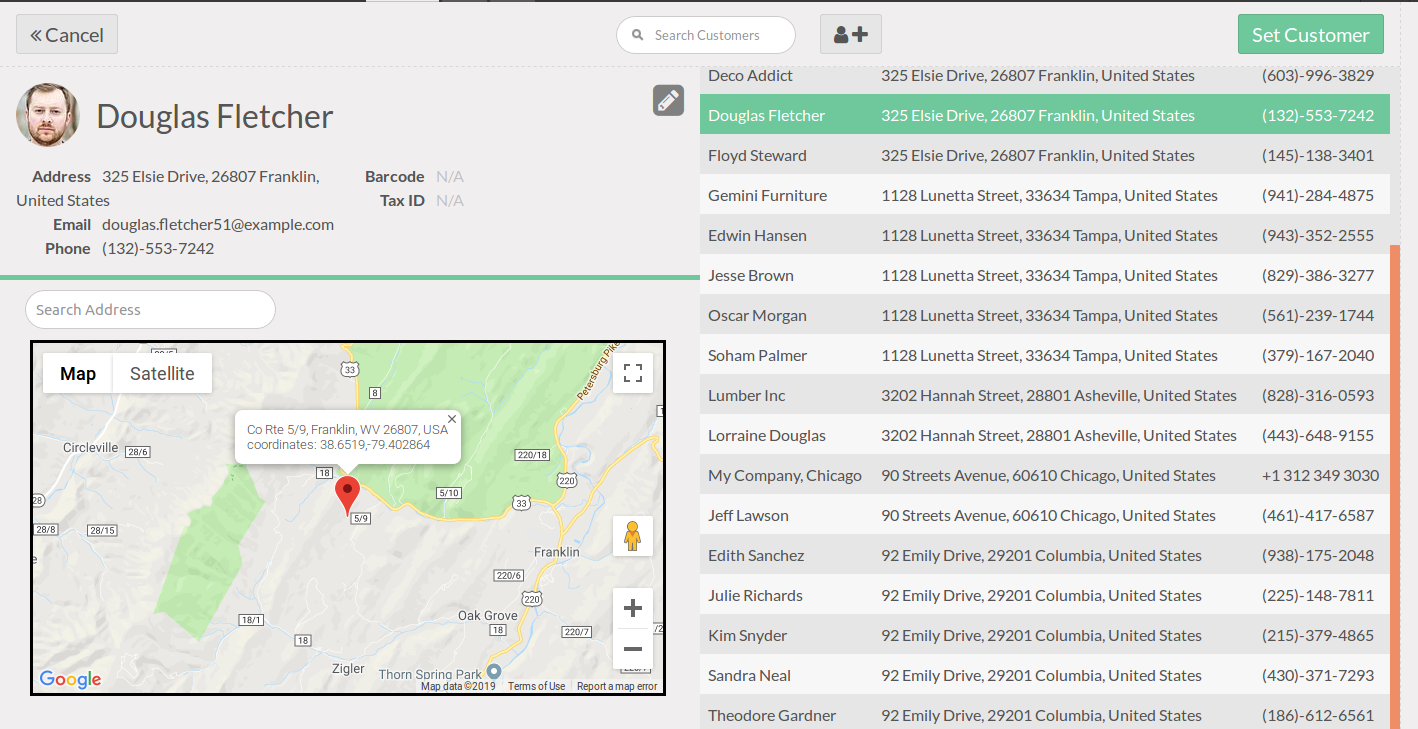 Cancel
Search Customers
Set Customer
Douglas Fletcher
Address 325 Elsie Drive, 26807 Franklin,
United States
Email douglas.fletcher51@example.com
Phone (132)-553-7242
Barcode N/A
Tax ID N/A
Search Address
Map Satellite
Co Rte 5/9, Franklin, WV 26807, USA
coordinates: 38.6519,-79.402864
33
8
Petersburg Pike
Circleville 28/6
18
220/18
220
5/10
33
5/9
28
28/8 28/15
Franklin
220/6
220
18/1
Oak Grove
18
220/7
18
Zigler
Thorn Spring Park
Google
Map data ©2019 Terms of Use Report a map error
Deco Addict 325 Elsie Drive, 26807 Franklin, United States (603)-996-3829
Douglas Fletcher 325 Elsie Drive, 26807 Franklin, United States (132)-553-7242
Floyd Steward 325 Elsie Drive, 26807 Franklin, United States (145)-138-3401
Gemini Furniture 1128 Lunetta Street, 33634 Tampa, United States (941)-284-4875
Edwin Hansen 1128 Lunetta Street, 33634 Tampa, United States (943)-352-2555
Jesse Brown 1128 Lunetta Street, 33634 Tampa, United States (829)-386-3277
Oscar Morgan 1128 Lunetta Street, 33634 Tampa, United States (561)-239-1744
Soham Palmer 1128 Lunetta Street, 33634 Tampa, United States (379)-167-2040
Lumber Inc 3202 Hannah Street, 28801 Asheville, United States (828)-316-0593
Lorraine Douglas 3202 Hannah Street, 28801 Asheville, United States (443)-648-9155
My Company, Chicago 90 Streets Avenue, 60610 Chicago, United States +1 312 349 3030
Jeff Lawson 90 Streets Avenue, 60610 Chicago, United States (461)-417-6587
Edith Sanchez 92 Emily Drive, 29201 Columbia, United States (938)-175-2048
Julie Richards 92 Emily Drive, 29201 Columbia, United States (225)-148-7811
Kim Snyder 92 Emily Drive, 29201 Columbia, United States (215)-379-4865
Sandra Neal 92 Emily Drive, 29201 Columbia, United States (430)-371-7293
Theodore Gardner 92 Emily Drive, 29201 Columbia, United States (186)-612-6561